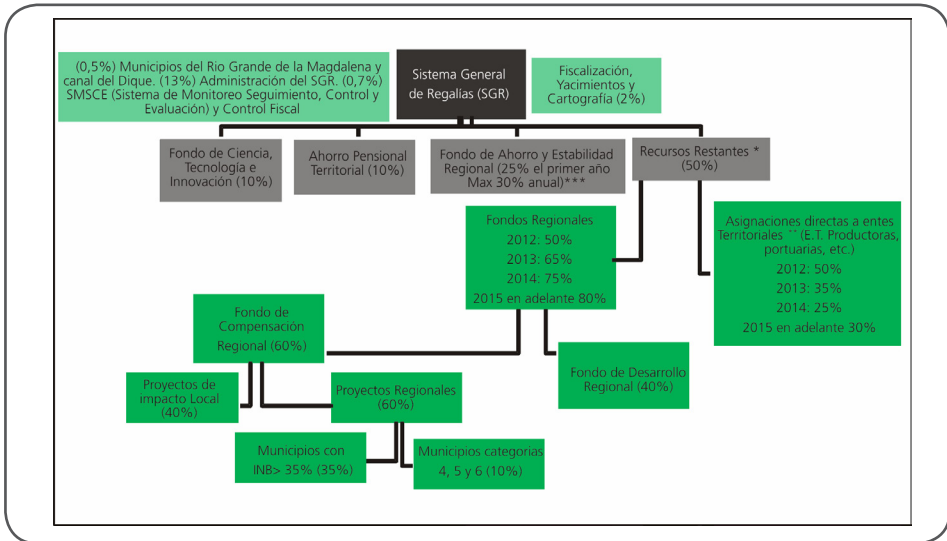 (0,5%) Municipios del Rio Grande de la Magdalena y
canal del Dique. (13%) Administración del SGR. (0,7%)
SMSCE (Sistema de Monitoreo Seguimiento, Control y
Evaluación) y Control Fiscal
Sistema General
de Regalías (SGR)
Fiscalización,
Yacimientos y
Cartografía (2%)
Fondo de Ciencia,
Tecnología e
Innovación (10%)
Ahorro Pensional
Territorial (10%)
Fondo de Ahorro y Estabilidad
Regional (25% el primer año
Max 30% anual)***
Recursos Restantes *
(50%)
Fondos Regionales
2012: 50%
2013: 65%
2014: 75%
2015 en adelante 80%
Asignaciones directas a entes
Territoriales ** (E.T. Productoras,
portuarias, etc.)
2012: 50%
2013: 35%
2014: 25%
2015 en adelante 30%
Fondo de
Compensación
Regional (60%)
Fondo de Desarrollo
Regional (40%)
Proyectos de
impacto Local
(40%)
Proyectos Regionales
(60%)
Municipios con
INB> 35% (35%)
Municipios categorias
4, 5 y 6 (10%)